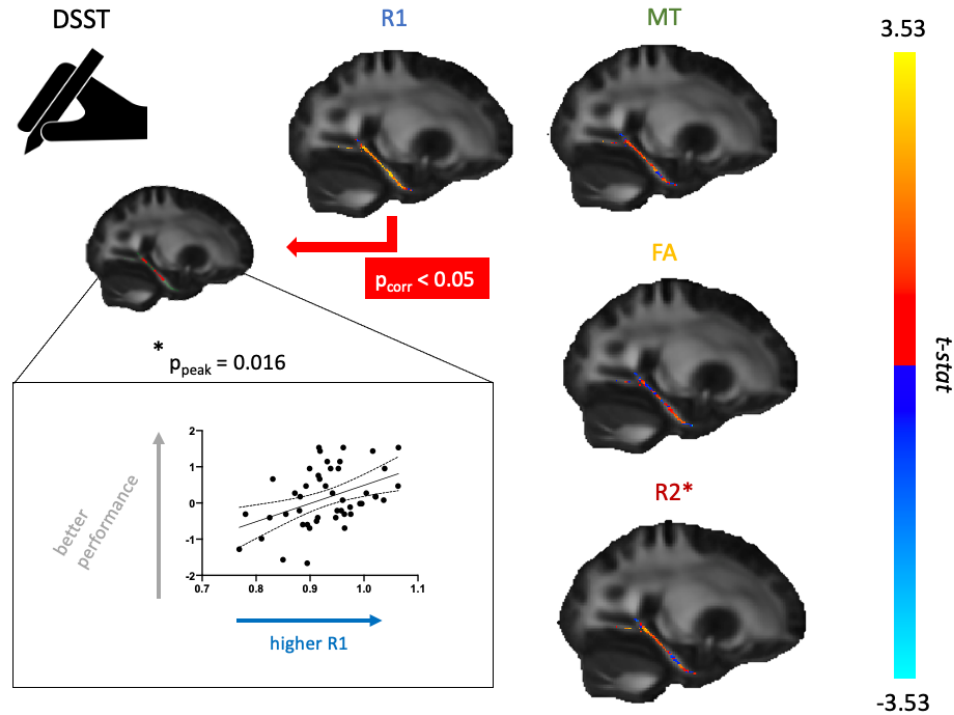 DSST
R1
MT
3.53
p_corr < 0.05
FA
t-stat
*
p_peak = 0.016
R2*
better
performance
2
1
0
-1
-2
0.7 0.8 0.9 1.0 1.1
higher R1
-3.53